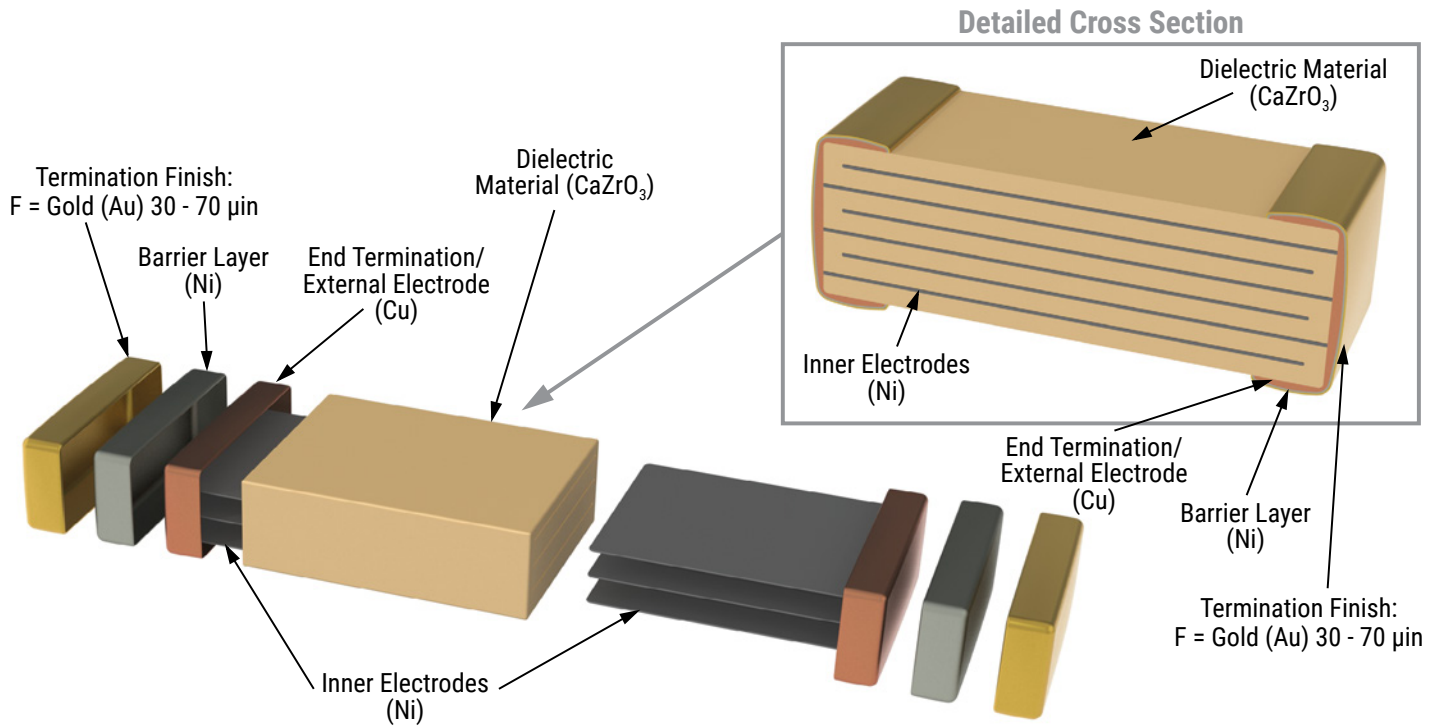 Detailed Cross Section
Dielectric Material
(CaZrO₃)
Inner Electrodes
(Ni)
End Termination/
External Electrode
(Cu)
Barrier Layer
(Ni)
Termination Finish:
F = Gold (Au) 30 - 70 µin
Termination Finish:
F = Gold (Au) 30 - 70 µin
Barrier Layer
(Ni)
End Termination/
External Electrode
(Cu)
Dielectric
Material (CaZrO₃)
Inner Electrodes
(Ni)